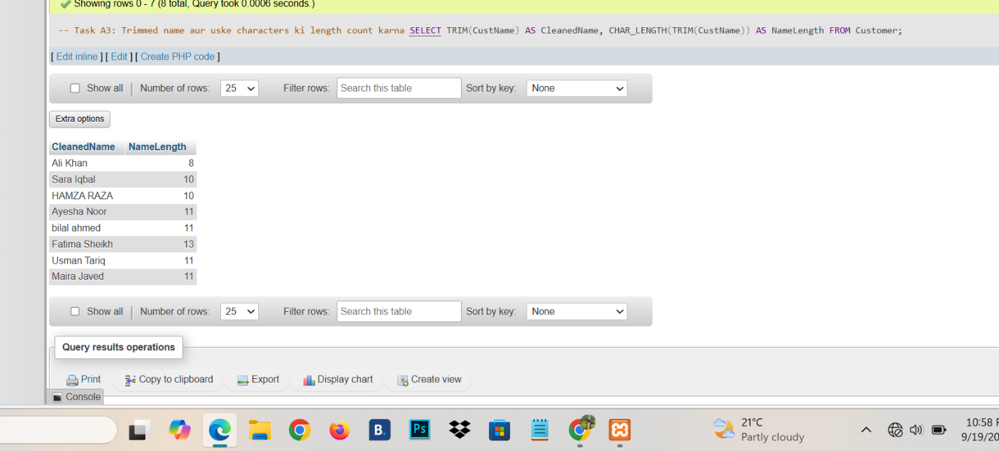 Showing rows 0 - 7 (8 total, Query took 0.0006 seconds.)
-- Task A3: Trimmed name aur uske characters ki length count karna SELECT TRIM(CustName) AS CleanedName, CHAR_LENGTH(TRIM(CustName)) AS NameLength FROM Customer;
[ Edit inline ] [ Edit ] [ Create PHP code ]
Show all | Number of rows: 25 Filter rows: Search this table Sort by key: None
Extra options
CleanedName NameLength
Ali Khan 8
Sara Iqbal 10
HAMZA RAZA 10
Ayesha Noor 11
bilal ahmed 11
Fatima Sheikh 13
Usman Tariq 11
Maira Javed 11
Show all | Number of rows: 25 Filter rows: Search this table Sort by key: None
Query results operations
Print Copy to clipboard Export Display chart Create view
Console
B. Ps
21°C
Partly cloudy
10:58
9/19/20